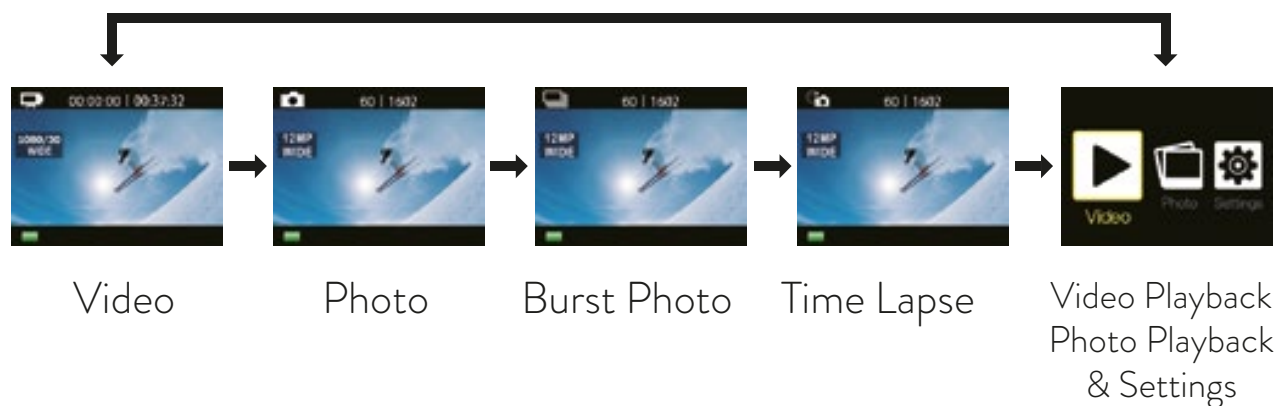 00:00:00 | 00:37:32
1080/30
WIDE
60 | 1602
12MP
WIDE
60 | 1602
12MP
WIDE
60 | 1602
12MP
WIDE
Video
Photo
Settings
Video
Photo
Burst Photo
Time Lapse
Video Playback
Photo Playback
& Settings